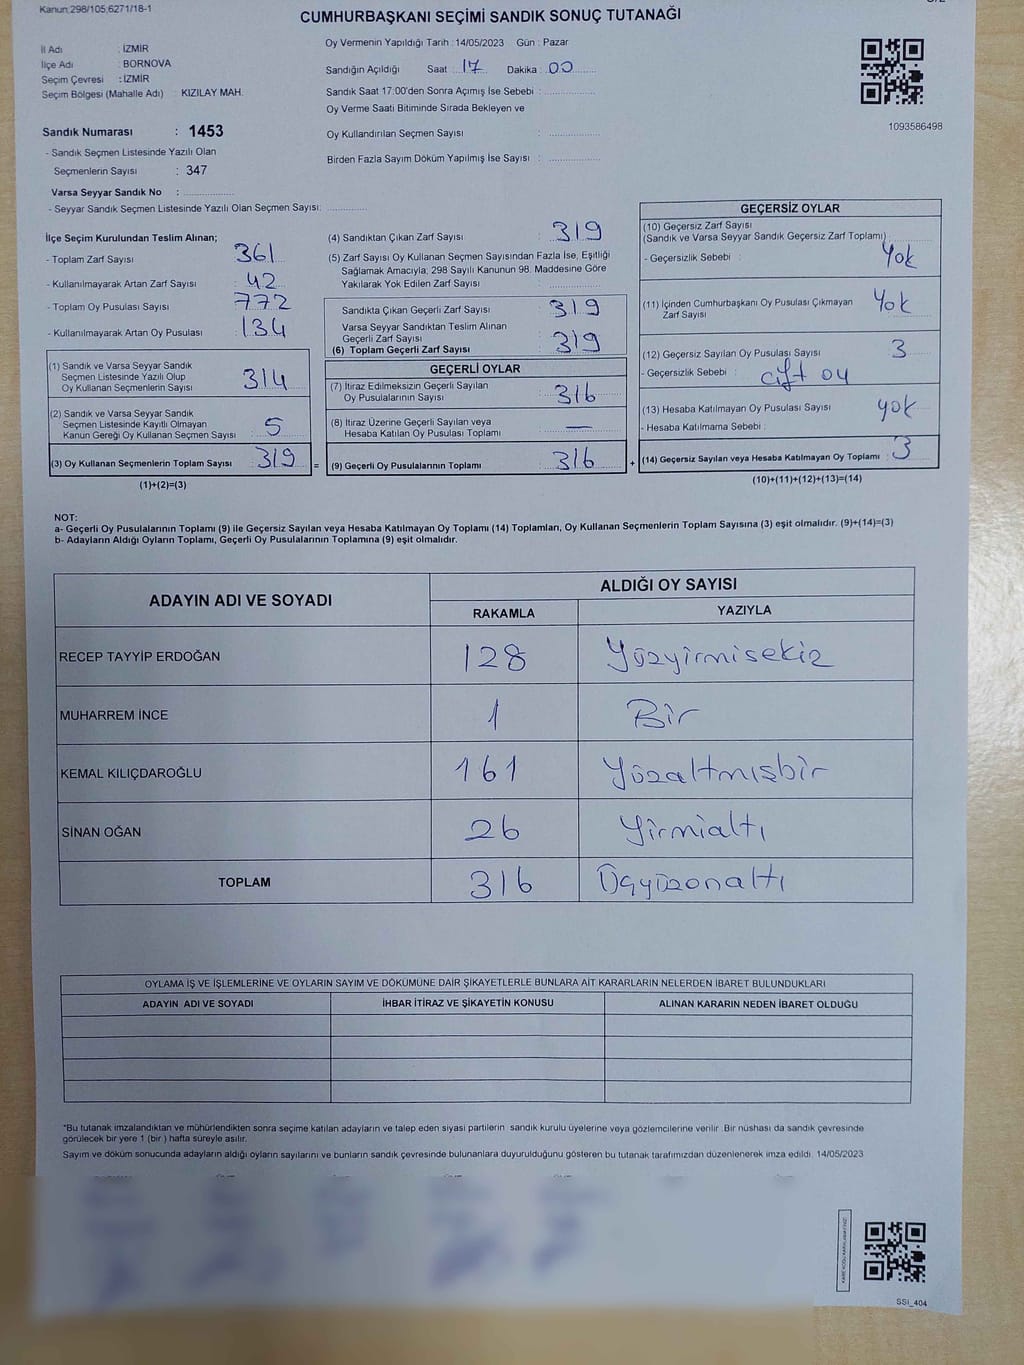 Kanun:298/105;6271/18-1
CUMHURBAŞKANI SEÇİMİ SANDIK SONUÇ TUTANAĞI
İl Adı : İZMİR
İlçe Adı : BORNOVA
Seçim Çevresi : İZMİR
Seçim Bölgesi (Mahalle Adı) : KIZILAY MAH.
Sandık Numarası : 1453
- Sandık Seçmen Listesinde Yazılı Olan
Seçmenlerin Sayısı : 347
Varsa Seyyar Sandık No :
- Seyyar Sandık Seçmen Listesinde Yazılı Olan Seçmen Sayısı:
Oy Vermenin Yapıldığı Tarih : 14/05/2023 Gün : Pazar
Sandığın Açıldığı Saat : 17 Dakika : 00
Sandık Saat 17:00'den Sonra Açımış İse Sebebi :
Oy Verme Saati Bitiminde Sırada Bekleyen ve
Oy Kullandırılan Seçmen Sayısı :
Birden Fazla Sayım Döküm Yapılmış İse Sayısı :
1093586498
İlçe Seçim Kurulundan Teslim Alınan;
- Toplam Zarf Sayısı : 361
- Kullanılmayarak Artan Zarf Sayısı : 42
- Toplam Oy Pusulası Sayısı : 772
- Kullanılmayarak Artan Oy Pusulası : 134
(1) Sandık ve Varsa Seyyar Sandık
Seçmen Listesinde Yazılı Olup
Oy Kullanan Seçmenlerin Sayısı : 314
(2) Sandık ve Varsa Seyyar Sandık
Seçmen Listesinde Kayıtlı Olmayan
Kanun Gereği Oy Kullanan Seçmen Sayısı : 5
(3) Oy Kullanan Seçmenlerin Toplam Sayısı : 319 =
(1)+(2)=(3)
(4) Sandıktan Çıkan Zarf Sayısı : 319
(5) Zarf Sayısı Oy Kullanan Seçmen Sayısından Fazla İse, Eşitliği
Sağlamak Amacıyla; 298 Sayılı Kanunun 98. Maddesine Göre
Yakılarak Yok Edilen Zarf Sayısı :
Sandıkta Çıkan Geçerli Zarf Sayısı : 319
Varsa Seyyar Sandıktan Teslim Alınan
Geçerli Zarf Sayısı :
(6) Toplam Geçerli Zarf Sayısı : 319
GEÇERLİ OYLAR
(7) İtiraz Edilmeksizin Geçerli Sayılan
Oy Pusulalarının Sayısı : 316
(8) İtiraz Üzerine Geçerli Sayılan veya
Hesaba Katılan Oy Pusulası Toplamı : —
(9) Geçerli Oy Pusulalarının Toplamı : 316 +
GEÇERSİZ OYLAR
(10) Geçersiz Zarf Sayısı
(Sandık ve Varsa Seyyar Sandık Geçersiz Zarf Toplamı) :
- Geçersizlik Sebebi : Yok
(11) İçinden Cumhurbaşkanı Oy Pusulası Çıkmayan
Zarf Sayısı : Yok
(12) Geçersiz Sayılan Oy Pusulası Sayısı : 3
- Geçersizlik Sebebi : çift oy
(13) Hesaba Katılmayan Oy Pusulası Sayısı : yok
- Hesaba Katılmama Sebebi :
(14) Geçersiz Sayılan veya Hesaba Katılmayan Oy Toplamı : 3
(10)+(11)+(12)+(13)=(14)
NOT:
a- Geçerli Oy Pusulalarının Toplamı (9) ile Geçersiz Sayılan veya Hesaba Katılmayan Oy Toplamı (14) Toplamları, Oy Kullanan Seçmenlerin Toplam Sayısına (3) eşit olmalıdır. (9)+(14)=(3)
b- Adayların Aldığı Oyların Toplamı, Geçerli Oy Pusulalarının Toplamına (9) eşit olmalıdır.
ADAYIN ADI VE SOYADI ALDIĞI OY SAYISI
RAKAMLA YAZIYLA
RECEP TAYYİP ERDOĞAN 128 Yüzyirmisekiz
MUHARREM İNCE 1 Bir
KEMAL KILIÇDAROĞLU 161 Yüzaltmışbir
SİNAN OĞAN 26 Yirmialtı
TOPLAM 316 Üçyüzonaltı
OYLAMA İŞ VE İŞLEMLERİNE VE OYLARIN SAYIM VE DÖKÜMÜNE DAİR ŞİKAYETLERLE BUNLARA AİT KARARLARIN NELERDEN İBARET BULUNDUKLARI
ADAYIN ADI VE SOYADI İHBAR İTİRAZ VE ŞİKAYETİN KONUSU ALINAN KARARIN NEDEN İBARET OLDUĞU
*Bu tutanak imzalandıktan ve mühürlendikten sonra seçime katılan adayların ve talep eden siyasi partilerin sandık kurulu üyelerine veya gözlemcilerine verilir. Bir nüshası da sandık çevresinde
görülecek bir yere 1 (bir ) hafta süreyle asılır.
Sayım ve döküm sonucunda adayların aldığı oyların sayılarını ve bunların sandık çevresinde bulunanlara duyurulduğunu gösteren bu tutanak tarafımızdan düzenlenerek imza edildi. 14/05/2023
SSİ_404